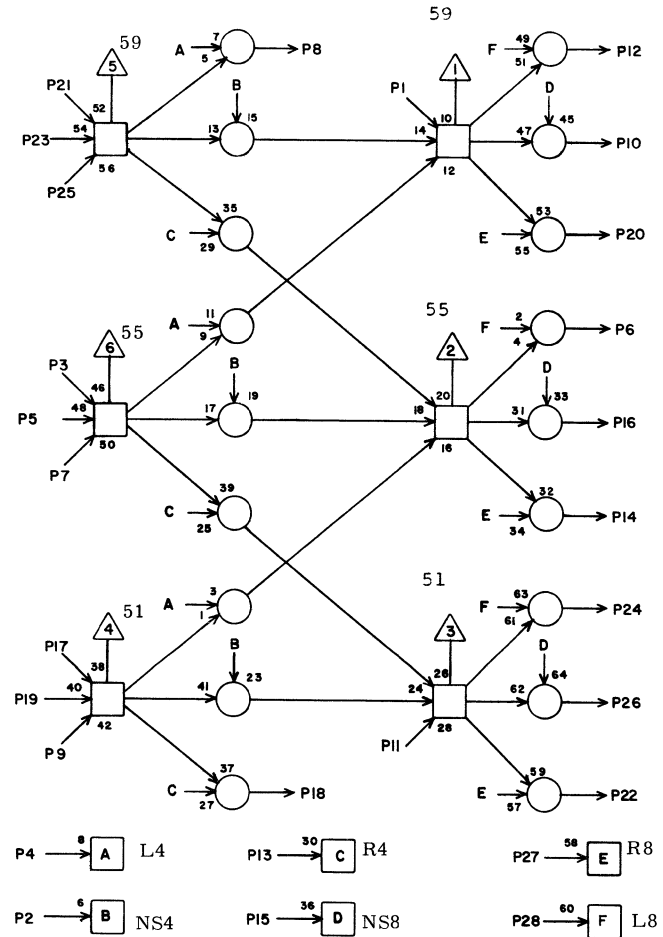 59 59
A 7 5 P8 F 49 51 P12
5 1
P21 52 B 15 P1 10 D 45
P23 54 13 14 47 P10
56 12
P25 35 53
C 29 E 55 P20
55 A 11 9 55 F 2 4 P6
6 2
P3 46 B 19 20 D 33
P5 48 17 18 31 P16
50 16
P7 39 32
C 25 E 34 P14
51 A 3 1 51 F 63 61 P24
4 3
P17 38 B 23 26 D 64
P19 40 41 24 62 P26
42 28
P9 P11
37 59
C 27 P18 E 57 P22
P4 8 A L4 P13 30 C R4 P27 58 E R8
P2 6 B NS4 P15 36 D NS8 P28 60 F L8